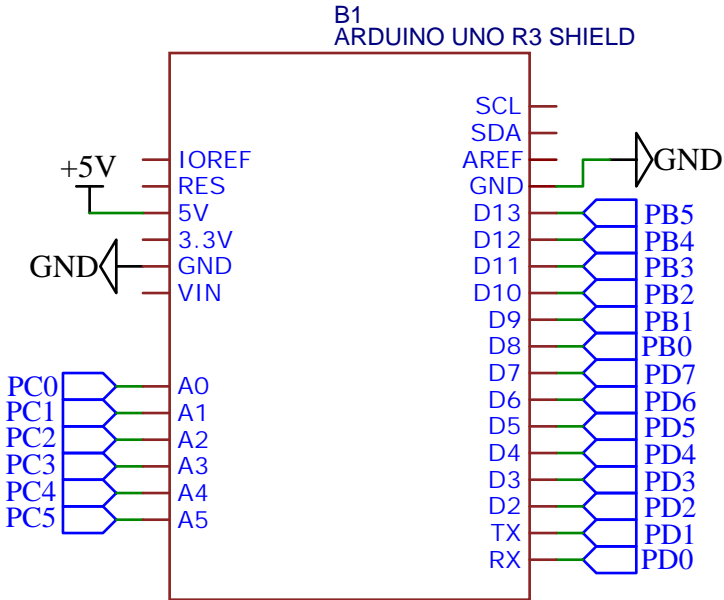 B1
ARDUINO UNO R3 SHIELD
SCL
SDA
IOREF AREF
+5V GND
RES GND
5V D13 PB5
3.3V D12 PB4
GND GND D11 PB3
VIN D10 PB2
D9 PB1
D8 PB0
D7 PD7
PC0 A0 D6 PD6
PC1 A1 D5 PD5
PC2 A2 D4 PD4
PC3 A3 D3 PD3
PC4 A4 D2 PD2
PC5 A5 TX PD1
RX PD0